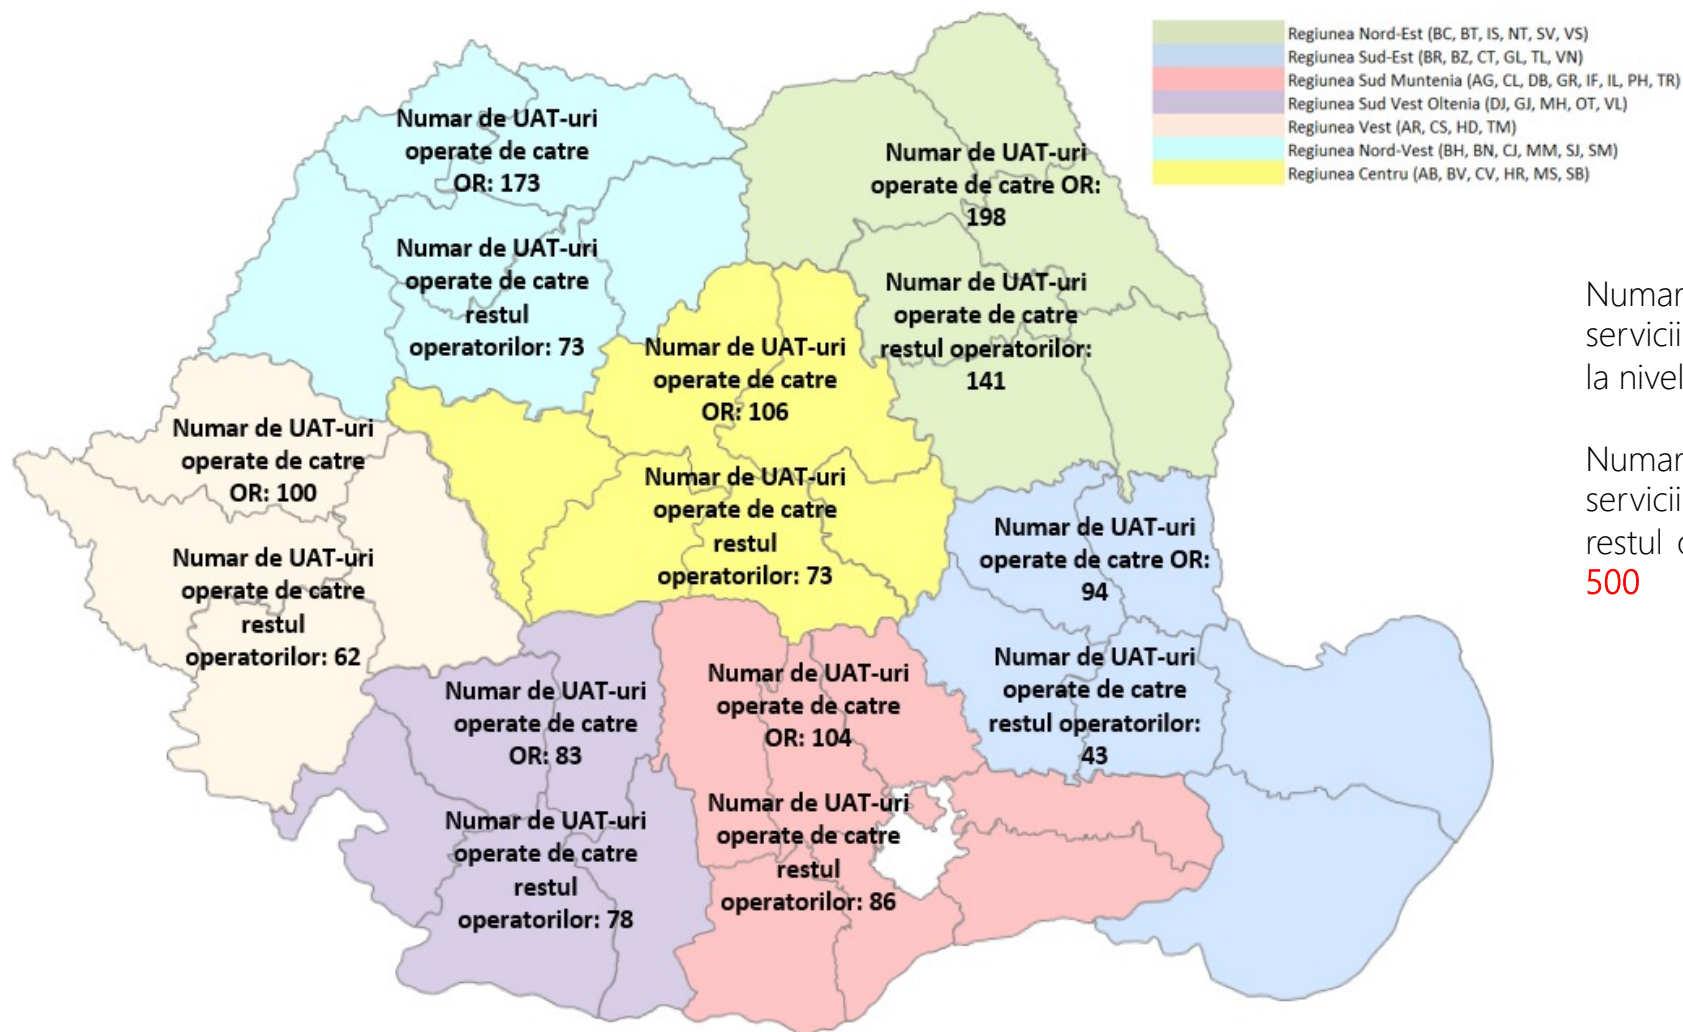 Regiunea Nord-Est (BC, BT, IS, NT, SV, VS)
Regiunea Sud-Est (BR, BZ, CT, GL, TL, VN)
Regiunea Sud Muntenia (AG, CL, DB, GR, IF, IL, PH, TR)
Regiunea Sud Vest Oltenia (DJ, GJ, MH, OT, VL)
Regiunea Vest (AR, CS, HD, TM)
Regiunea Nord-Vest (BH, BN, CJ, MM, SJ, SM)
Regiunea Centru (AB, BV, CV, HR, MS, SB)
Numar de UAT-uri
operate de catre
OR: 173
Numar de UAT-uri
operate de catre
restul
operatorilor: 73
Numar de UAT-uri
operate de catre OR:
198
Numar de UAT-uri
operate de catre
restul operatorilor:
141
Numar de UAT-uri
operate de catre
OR: 106
Numar de UAT-uri
operate de catre
restul
operatorilor: 73
Numar de UAT-uri
operate de catre
OR: 100
Numar de UAT-uri
operate de catre
restul
operatorilor: 62
Numar de UAT-uri
operate de catre OR:
94
Numar de UAT-uri
operate de catre
restul operatorilor:
43
Numar de UAT-uri
operate de catre
OR: 83
Numar de UAT-uri
operate de catre
restul
operatorilor: 78
Numar de UAT-uri
operate de catre
OR: 104
Numar de UAT-uri
operate de catre
restul
operatorilor: 86
Numar
servicii
la nivel
Numar
servicii
restul
500